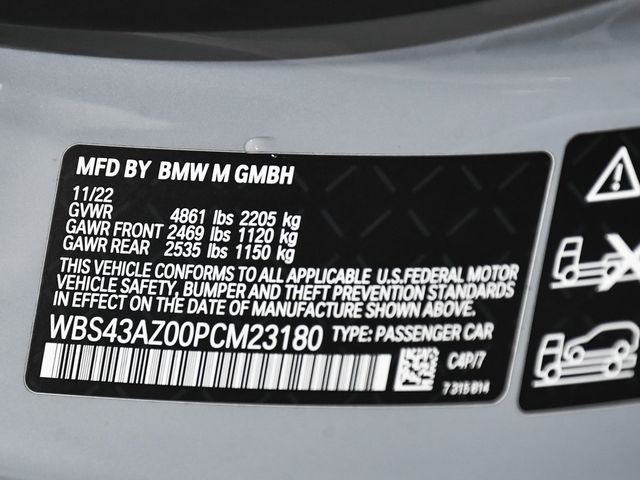 MFD BY BMW M GMBH
11/22
GVWR 4861 lbs 2205 kg
GAWR FRONT 2469 lbs 1120 kg
GAWR REAR 2535 lbs 1150 kg
THIS VEHICLE CONFORMS TO ALL APPLICABLE U.S.FEDERAL MOTOR
VEHICLE SAFETY, BUMPER AND THEFT PREVENTION STANDARDS
IN EFFECT ON THE DATE OF MANUFACTURE SHOWN ABOVE.
WBS43AZ00PCM23180 TYPE: PASSENGER CAR
C4P/7
7 315 814